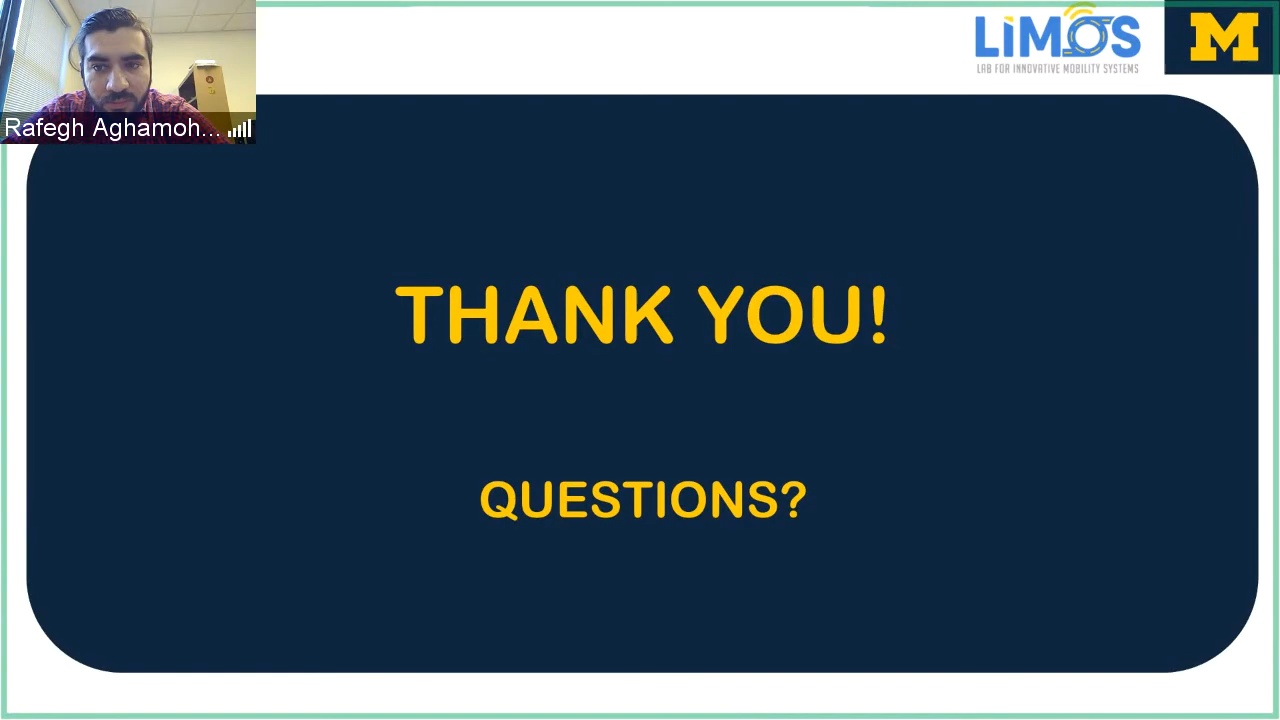 LiMOS
LAB FOR INNOVATIVE MOBILITY SYSTEMS
M
Rafegh Aghamoh...
THANK YOU!
QUESTIONS?